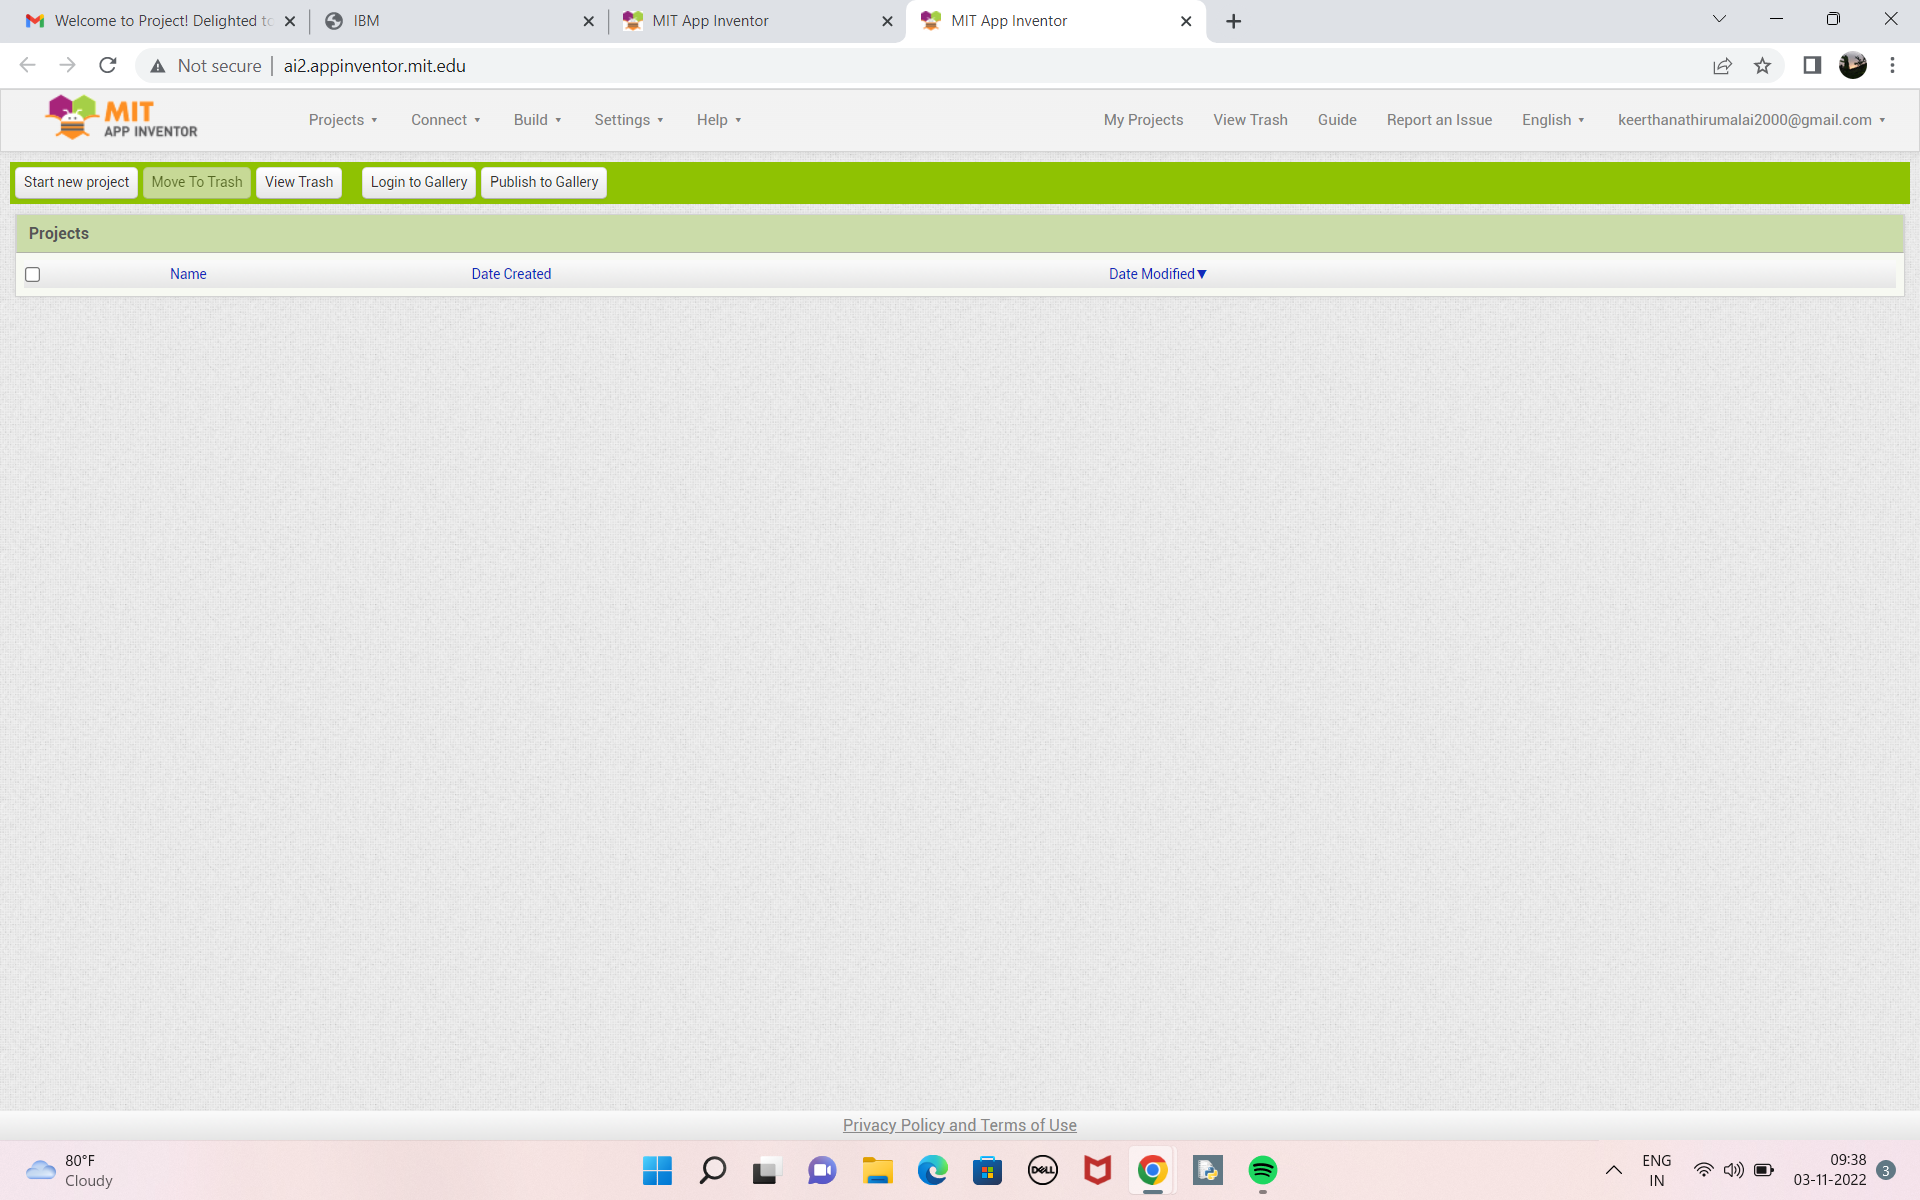 Welcome to Project! Delighted to
IBM
MIT App Inventor
MIT App Inventor
Not secure
ai2.appinventor.mit.edu
MIT
APP INVENTOR
Projects
Connect
Build
Settings
Help
My Projects
View Trash
Guide
Report an Issue
English
keerthanathirumalai2000@gmail.com
Start new project
Move To Trash
View Trash
Login to Gallery
Publish to Gallery
Projects
Name
Date Created
Date Modified
Privacy Policy and Terms of Use
80°F
Cloudy
DELL
ENG
IN
09:38
03-11-2022
3